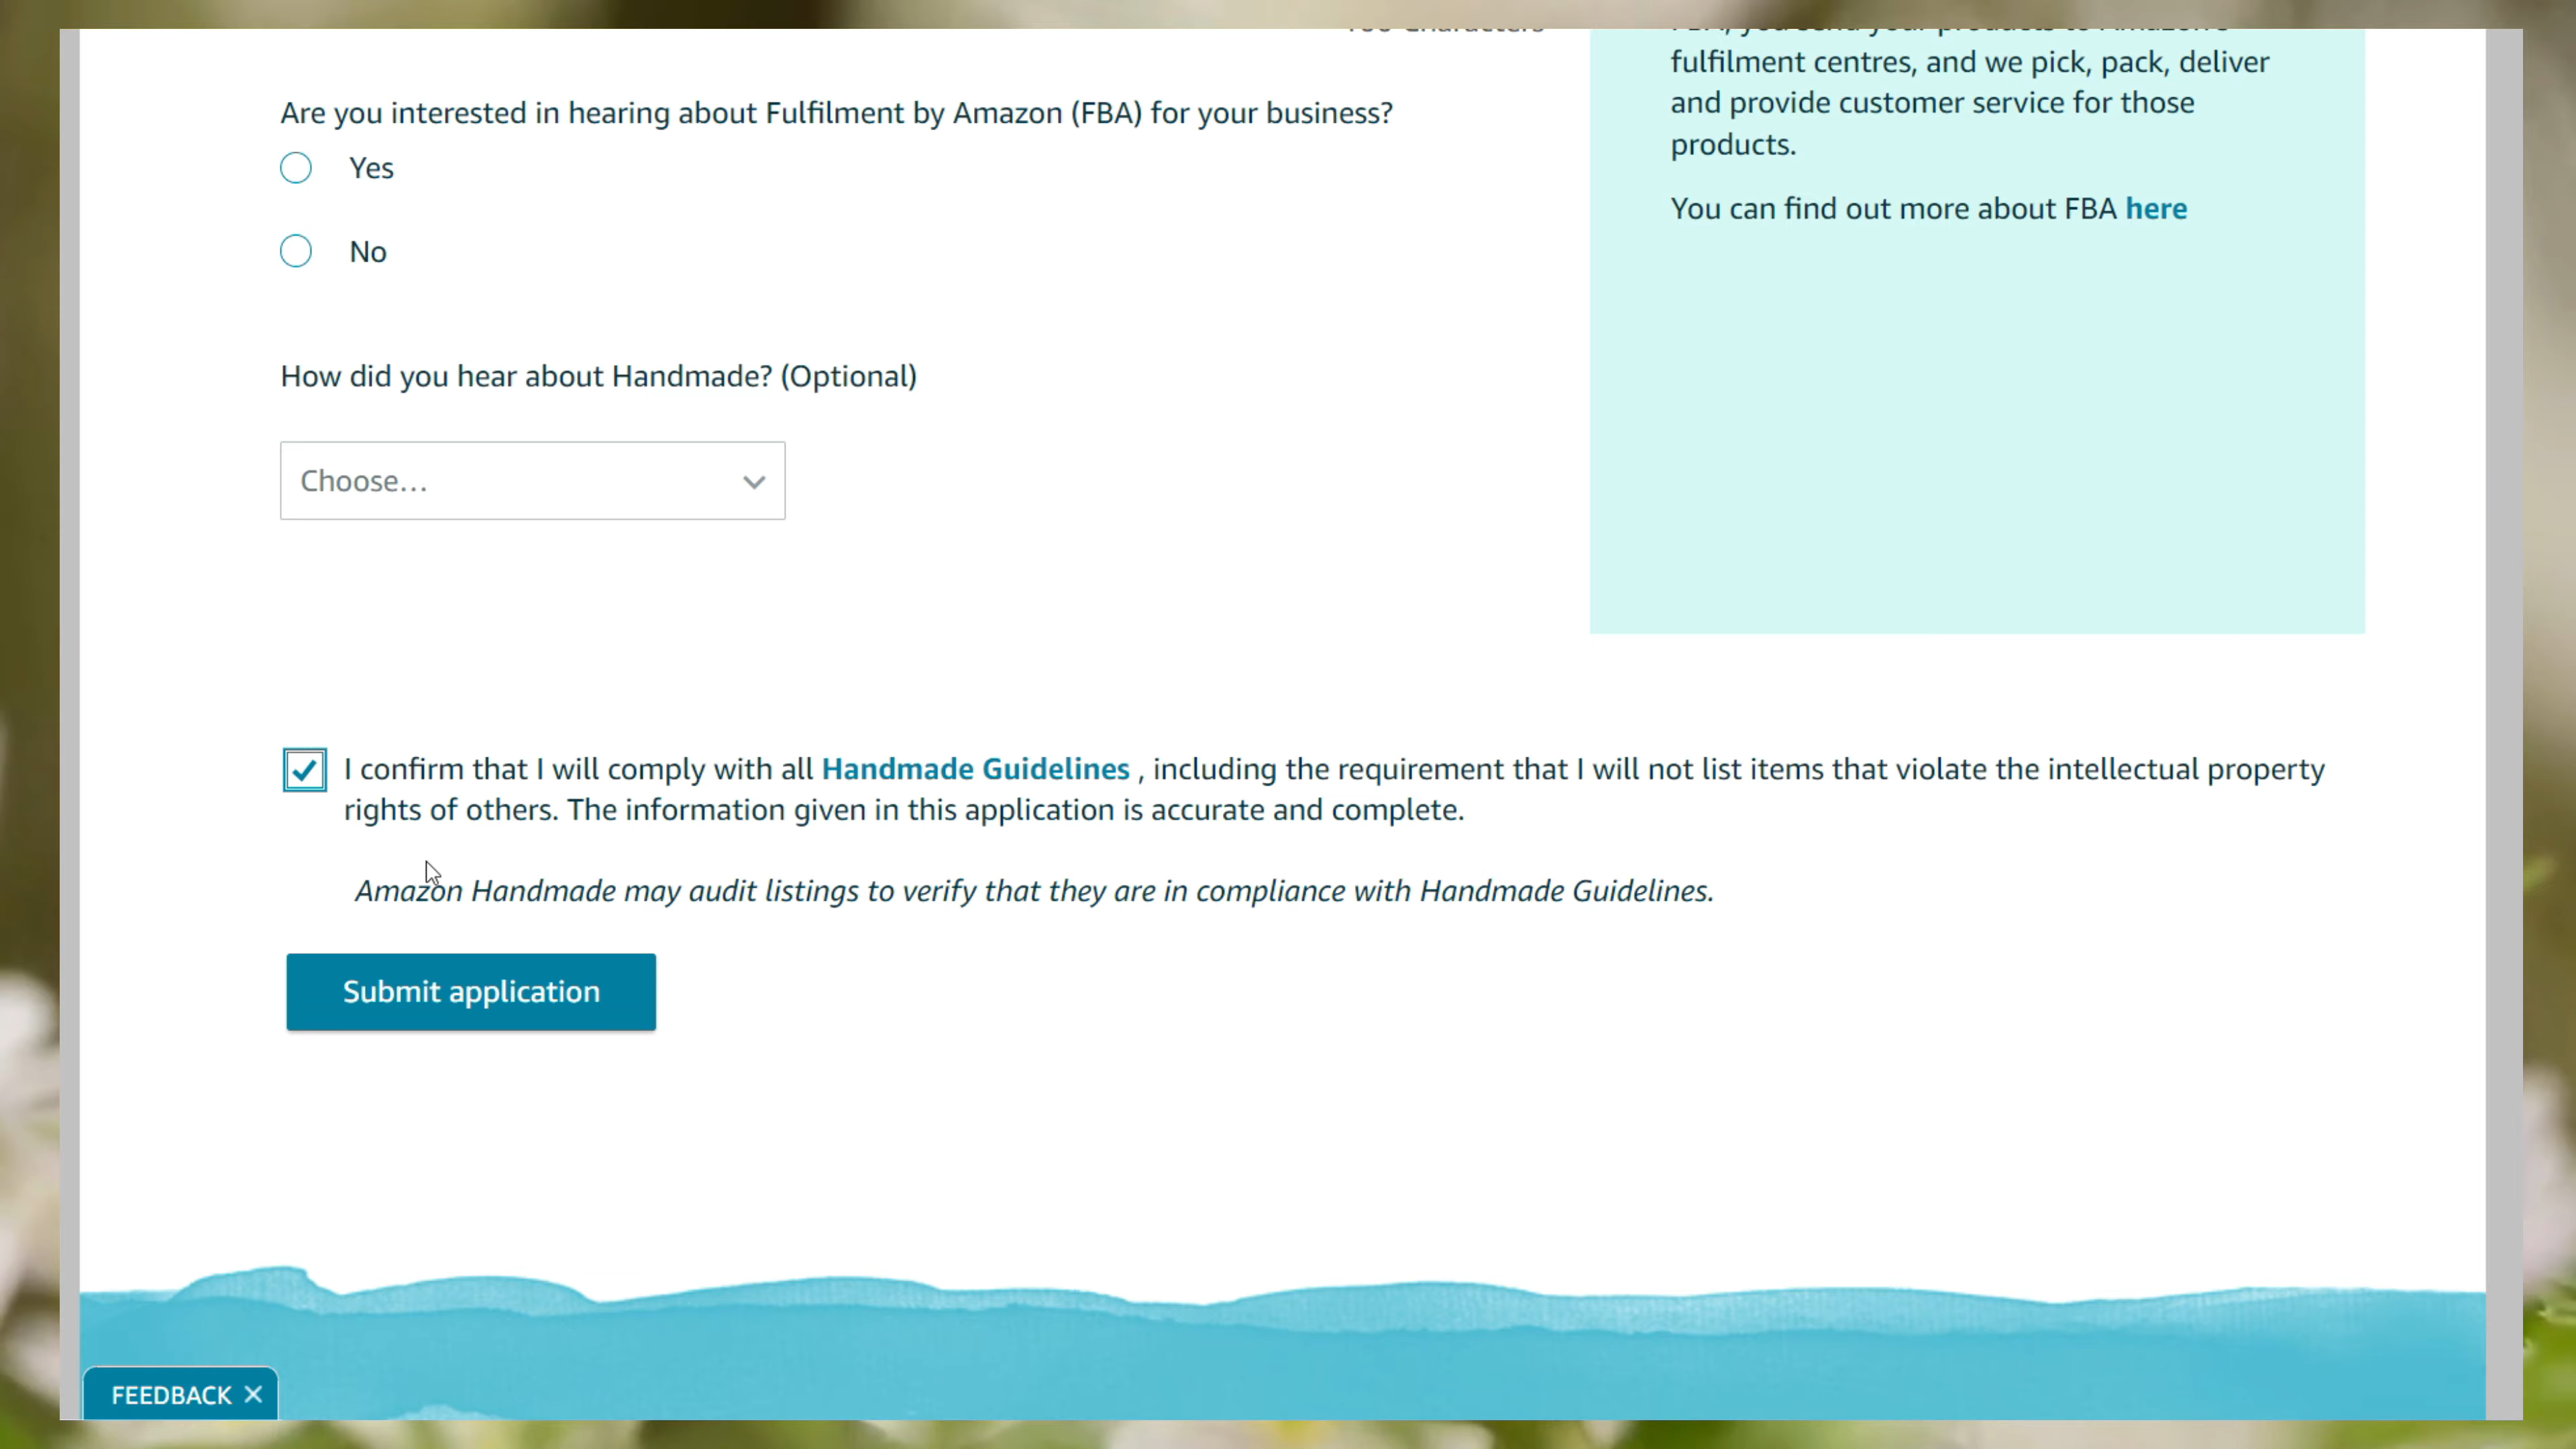 fulfilment centres, and we pick, pack, deliver
and provide customer service for those
products.
You can find out more about FBA here
Are you interested in hearing about Fulfilment by Amazon (FBA) for your business?
Yes
No
How did you hear about Handmade? (Optional)
Choose...
I confirm that I will comply with all Handmade Guidelines , including the requirement that I will not list items that violate the intellectual property
rights of others. The information given in this application is accurate and complete.
Amazon Handmade may audit listings to verify that they are in compliance with Handmade Guidelines.
Submit application
FEEDBACK